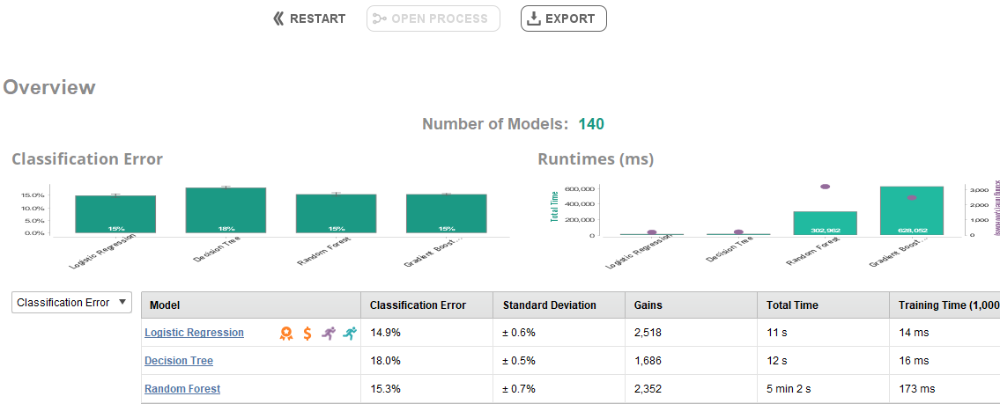 RESTART OPEN PROCESS EXPORT
Overview
Number of Models: 140
Classification Error
Runtimes (ms)
15.0%
10.0%
5.0%
0.0%
15% 18% 15% 15%
Logistic Regression
Decision Tree
Random Forest
Gradient Boost...
Total Time
600,000
400,000
200,000
0
302,962 628,052
3,000
2,000
1,000
0
Logistic Regression
Decision Tree
Random Forest
Gradient Boost...
Classification Error
Model Classification Error Standard Deviation Gains Total Time Training Time (1,000
Logistic Regression 14.9% ± 0.6% 2,518 11 s 14 ms
Decision Tree 18.0% ± 0.5% 1,686 12 s 16 ms
Random Forest 15.3% ± 0.7% 2,352 5 min 2 s 173 ms